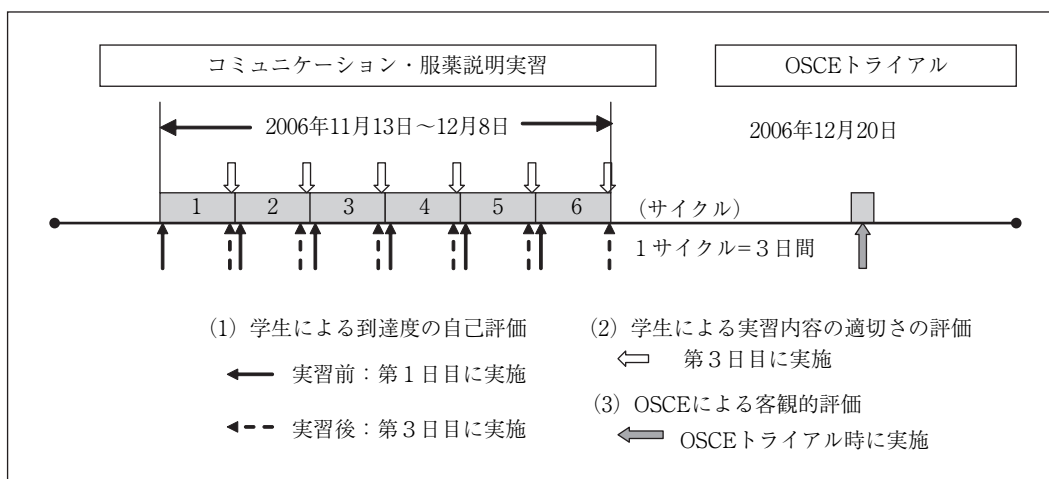 コミュニケーション・服薬説明実習
OSCEトライアル
2006年11月13日~12月8日
2006年12月20日
1 2 3 4 5 6 (サイクル)
1サイクル=3日間
(1) 学生による到達度の自己評価
実習前:第1日目に実施
実習後:第3日目に実施
(2) 学生による実習内容の適切さの評価
第3日目に実施
(3) OSCEによる客観的評価
OSCEトライアル時に実施